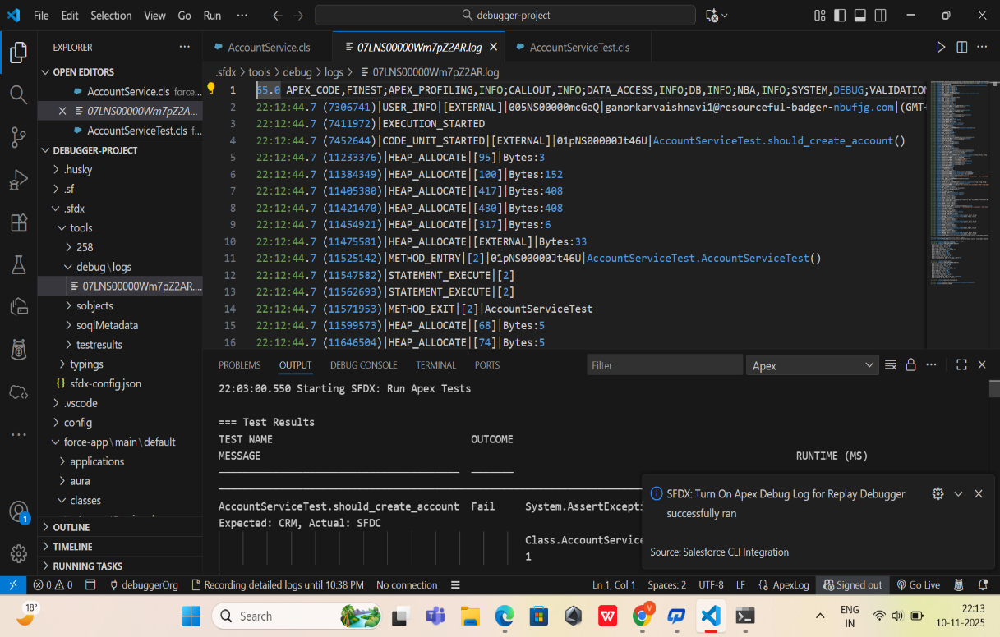 File Edit Selection View Go Run ··· debugger-project
EXPLORER ···
OPEN EDITORS
AccountService.cls force...
07LNS00000Wm7pZ2A...
AccountServiceTest.cls f...
DEBUGGER-PROJECT
.husky
.sf
.sfdx
tools
258
debug\logs
07LNS00000Wm7pZ2AR....
sobjects
soqlMetadata
testresults
typings
{} sfdx-config.json
.vscode
config
force-app\main\default
applications
aura
classes
OUTLINE
TIMELINE
RUNNING TASKS
1
AccountService.cls 07LNS00000Wm7pZ2AR.log AccountServiceTest.cls
.sfdx > tools > debug > logs > 07LNS00000Wm7pZ2AR.log
1 65.0 APEX_CODE,FINEST;APEX_PROFILING,INFO;CALLOUT,INFO;DATA_ACCESS,INFO;DB,INFO;NBA,INFO;SYSTEM,DEBUG;VALIDATION
2 22:12:44.7 (7306741)|USER_INFO|[EXTERNAL]|005NS00000mcGeQ|ganorkarvaishnavi1@resourceful-badger-nbufjg.com|(GMT-
3 22:12:44.7 (7411972)|EXECUTION_STARTED
4 22:12:44.7 (7452644)|CODE_UNIT_STARTED|[EXTERNAL]|01pNS00000Jt46U|AccountServiceTest.should_create_account()
5 22:12:44.7 (11233376)|HEAP_ALLOCATE|[95]|Bytes:3
6 22:12:44.7 (11384349)|HEAP_ALLOCATE|[100]|Bytes:152
7 22:12:44.7 (11405380)|HEAP_ALLOCATE|[417]|Bytes:408
8 22:12:44.7 (11421470)|HEAP_ALLOCATE|[430]|Bytes:408
9 22:12:44.7 (11454921)|HEAP_ALLOCATE|[317]|Bytes:6
10 22:12:44.7 (11475581)|HEAP_ALLOCATE|[EXTERNAL]|Bytes:33
11 22:12:44.7 (11525142)|METHOD_ENTRY|[2]|01pNS00000Jt46U|AccountServiceTest.AccountServiceTest()
12 22:12:44.7 (11547582)|STATEMENT_EXECUTE|[2]
13 22:12:44.7 (11562693)|STATEMENT_EXECUTE|[2]
14 22:12:44.7 (11571953)|METHOD_EXIT|[2]|AccountServiceTest
15 22:12:44.7 (11599573)|HEAP_ALLOCATE|[68]|Bytes:5
16 22:12:44.7 (11646504)|HEAP_ALLOCATE|[74]|Bytes:5
PROBLEMS OUTPUT DEBUG CONSOLE TERMINAL PORTS Filter Apex
22:03:00.550 Starting SFDX: Run Apex Tests
=== Test Results
TEST NAME OUTCOME
MESSAGE RUNTIME (MS)
AccountServiceTest.should_create_account Fail System.AssertExcepti
Expected: CRM, Actual: SFDC
Class.AccountService
1
SFDX: Turn On Apex Debug Log for Replay Debugger
successfully ran
Source: Salesforce CLI Integration
0 0 debuggerOrg Recording detailed logs until 10:38 PM No connection Ln 1, Col 1 Spaces: 2 UTF-8 LF {} ApexLog Signed out Go Live
18° Search ENG
IN
22:13
10-11-2025